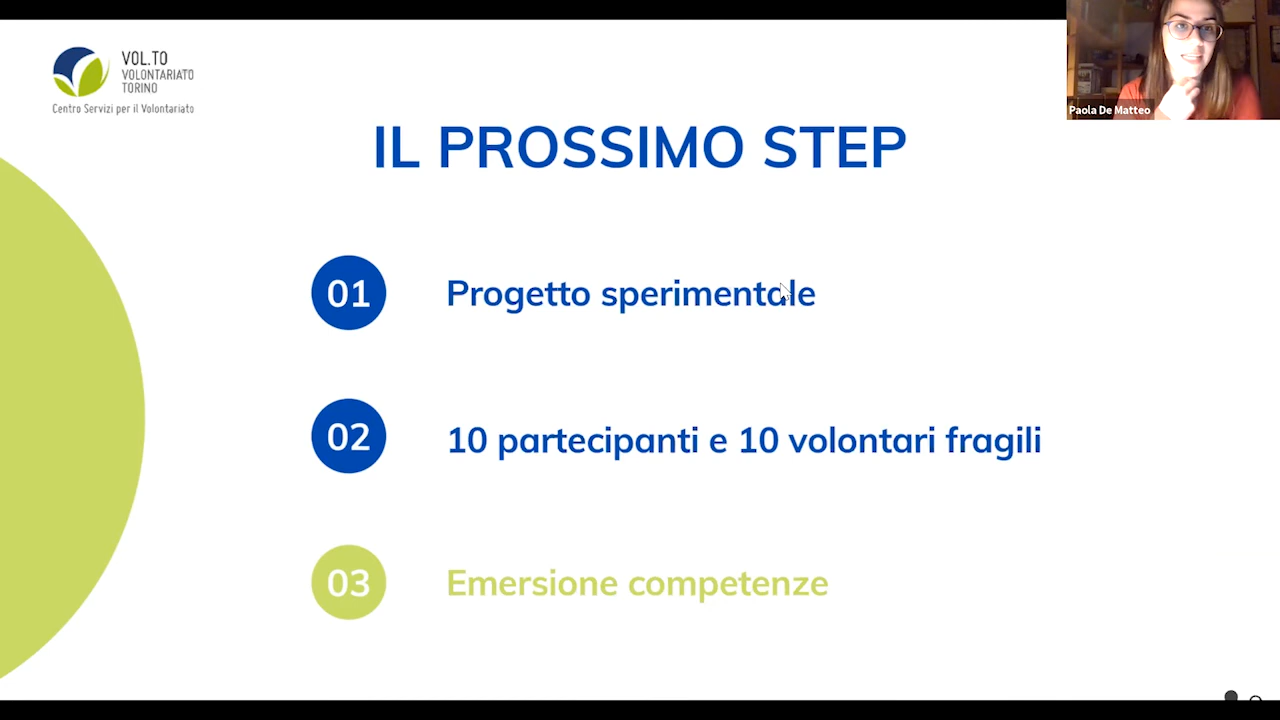 VOL.TO
VOLONTARIATO
TORINO
Centro Servizi per il Volontariato
Paola De Matteo
IL PROSSIMO STEP
01 Progetto sperimentale
02 10 partecipanti e 10 volontari fragili
03 Emersione competenze